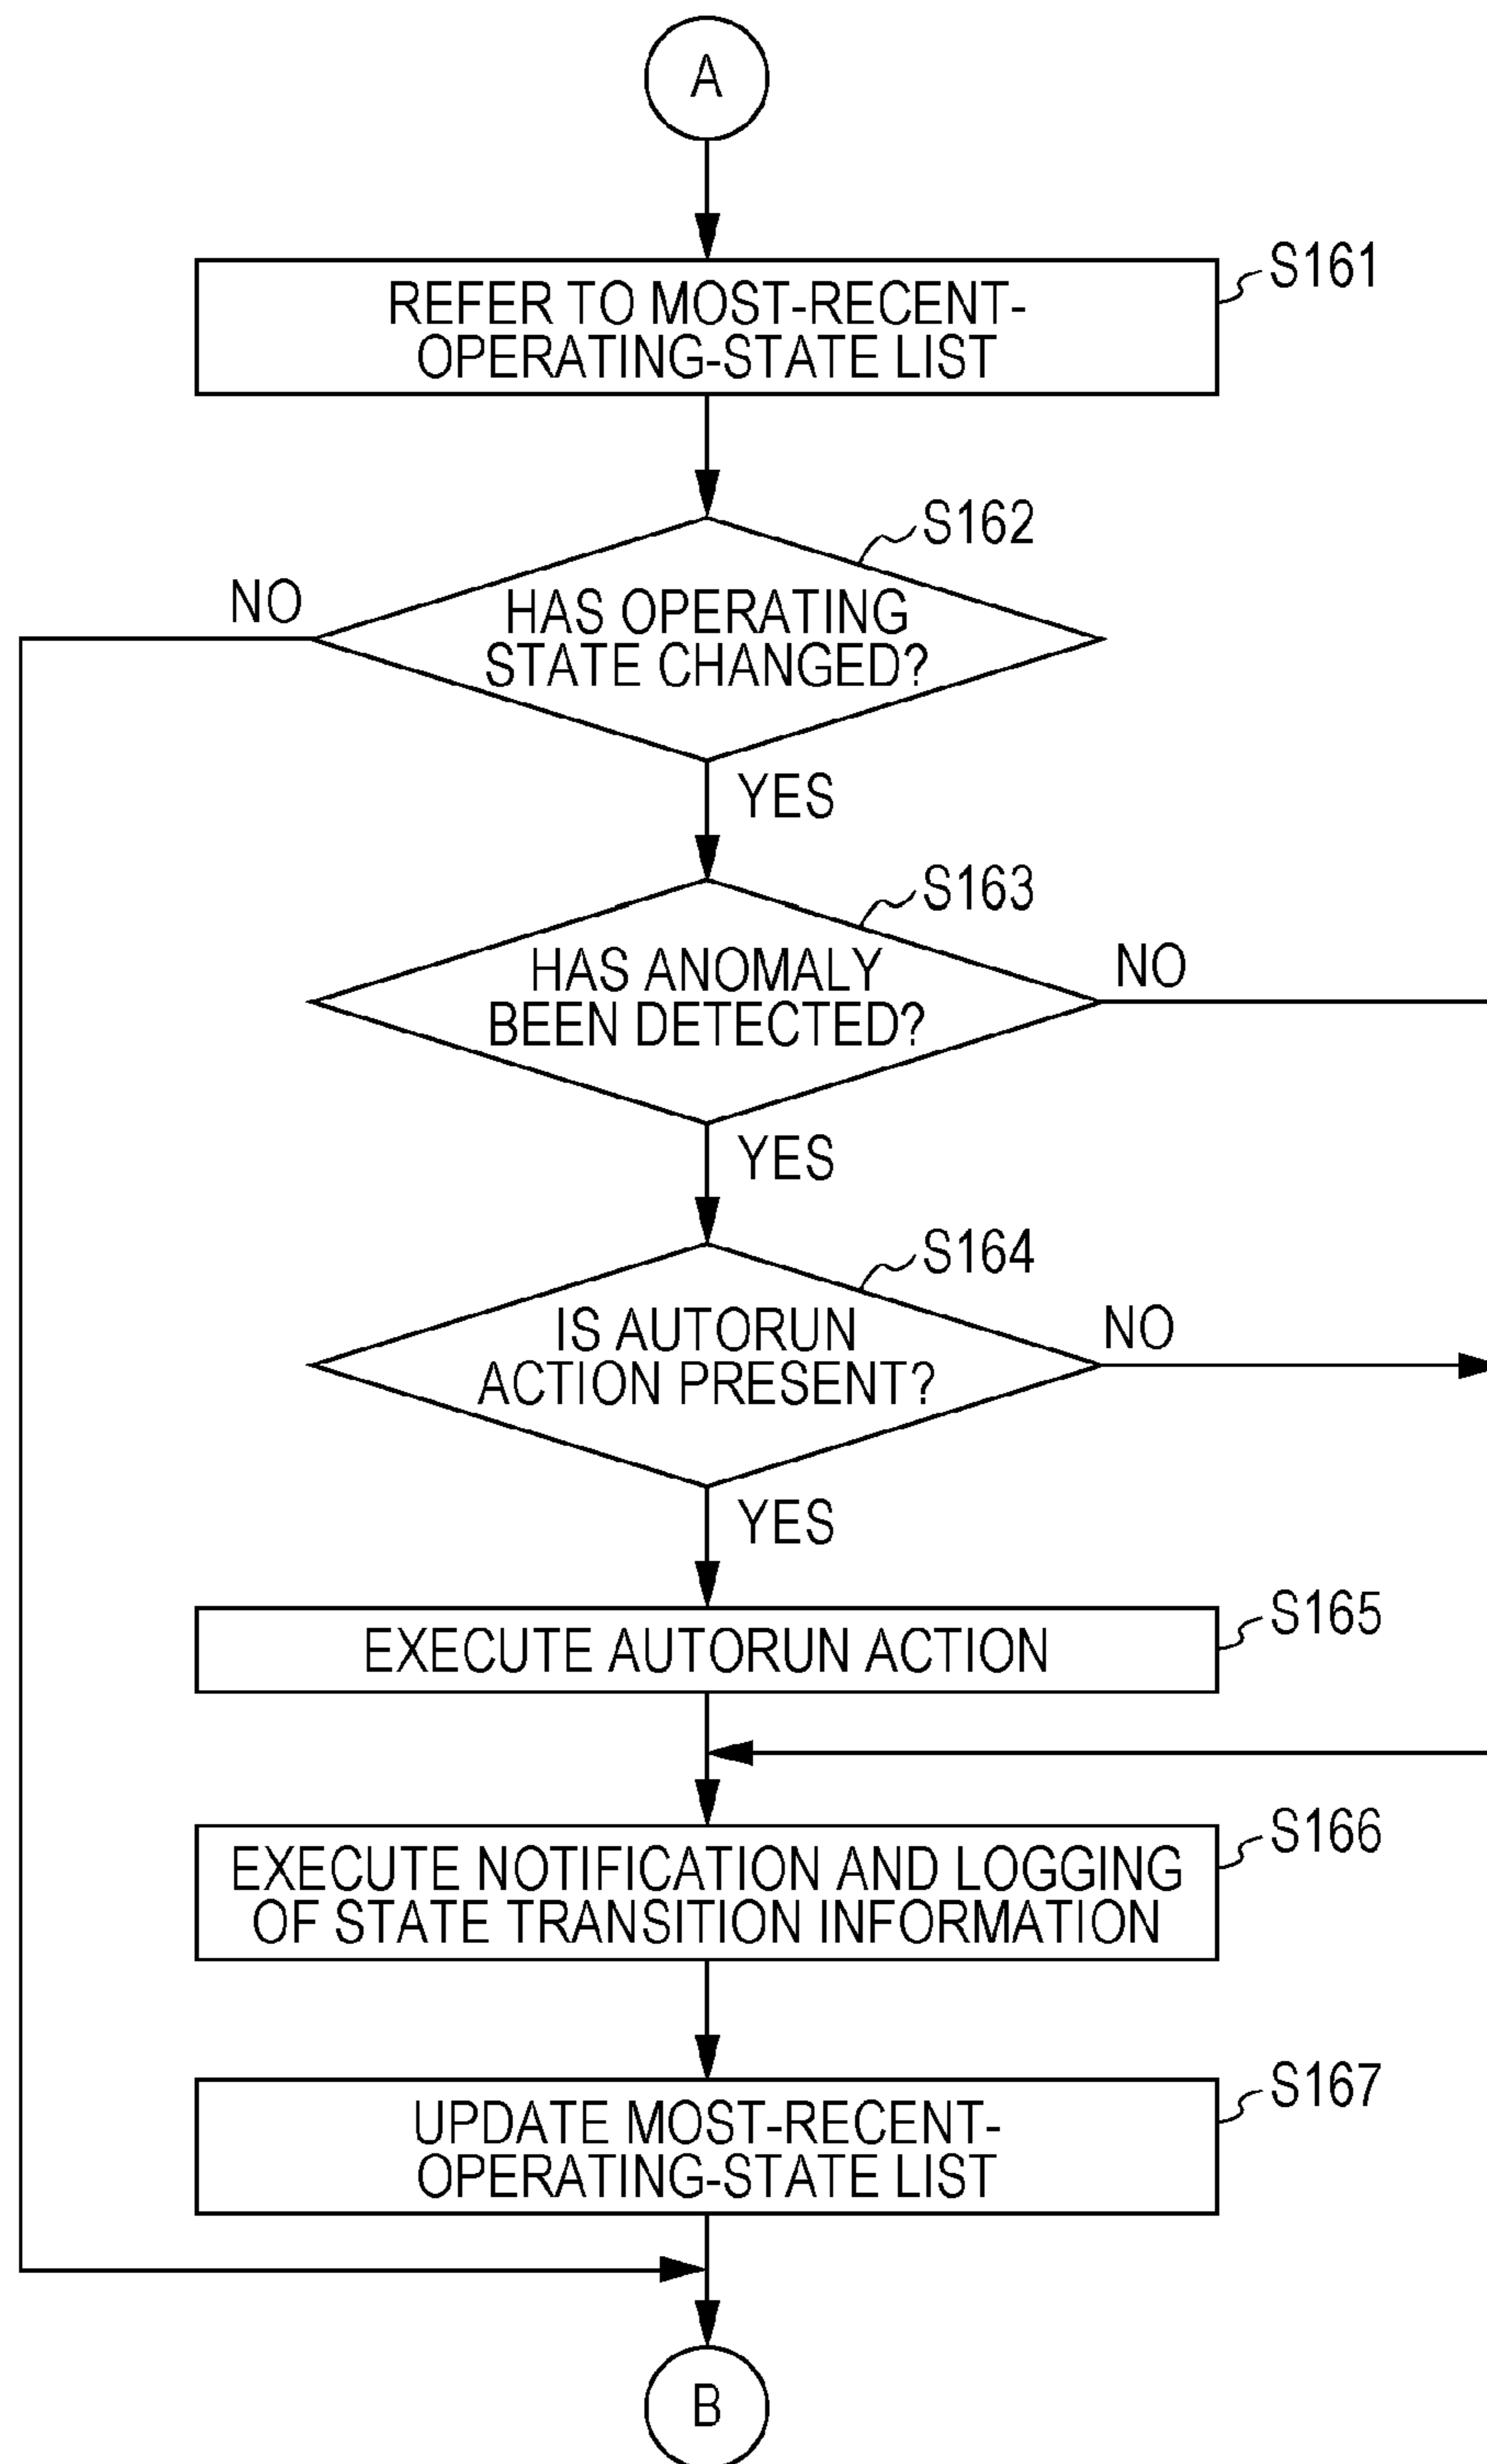 A
S161
REFER TO MOST-RECENT-
OPERATING-STATE LIST
S162
NO
HAS OPERATING
STATE CHANGED?
YES
S163
HAS ANOMALY
BEEN DETECTED?
NO
YES
S164
IS AUTORUN
ACTION PRESENT?
NO
YES
S165
EXECUTE AUTORUN ACTION
S166
EXECUTE NOTIFICATION AND LOGGING
OF STATE TRANSITION INFORMATION
S167
UPDATE MOST-RECENT-
OPERATING-STATE LIST
B